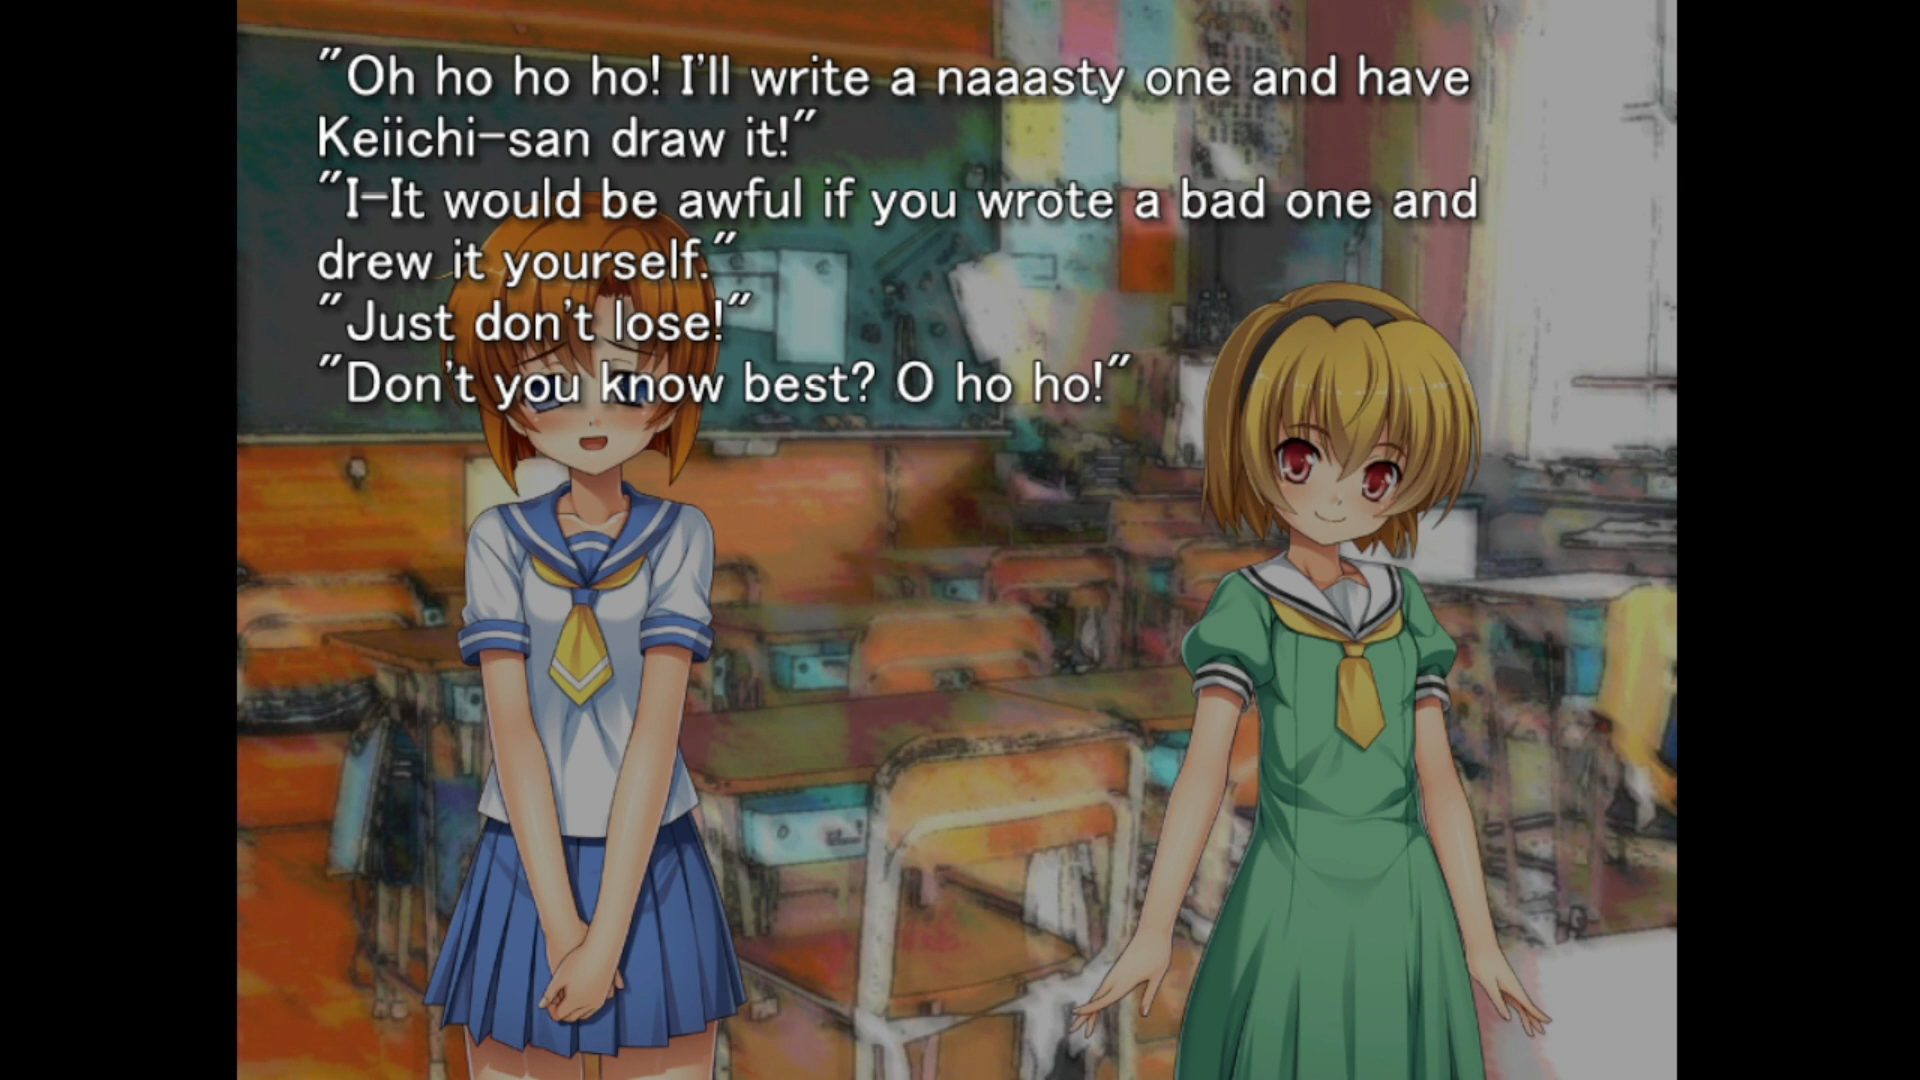 "Oh ho ho ho! I'll write a naaasty one and have
Keiichi-san draw it!"
"I-It would be awful if you wrote a bad one and
drew it yourself."
"Just don't lose!"
"Don't you know best? O ho ho!"